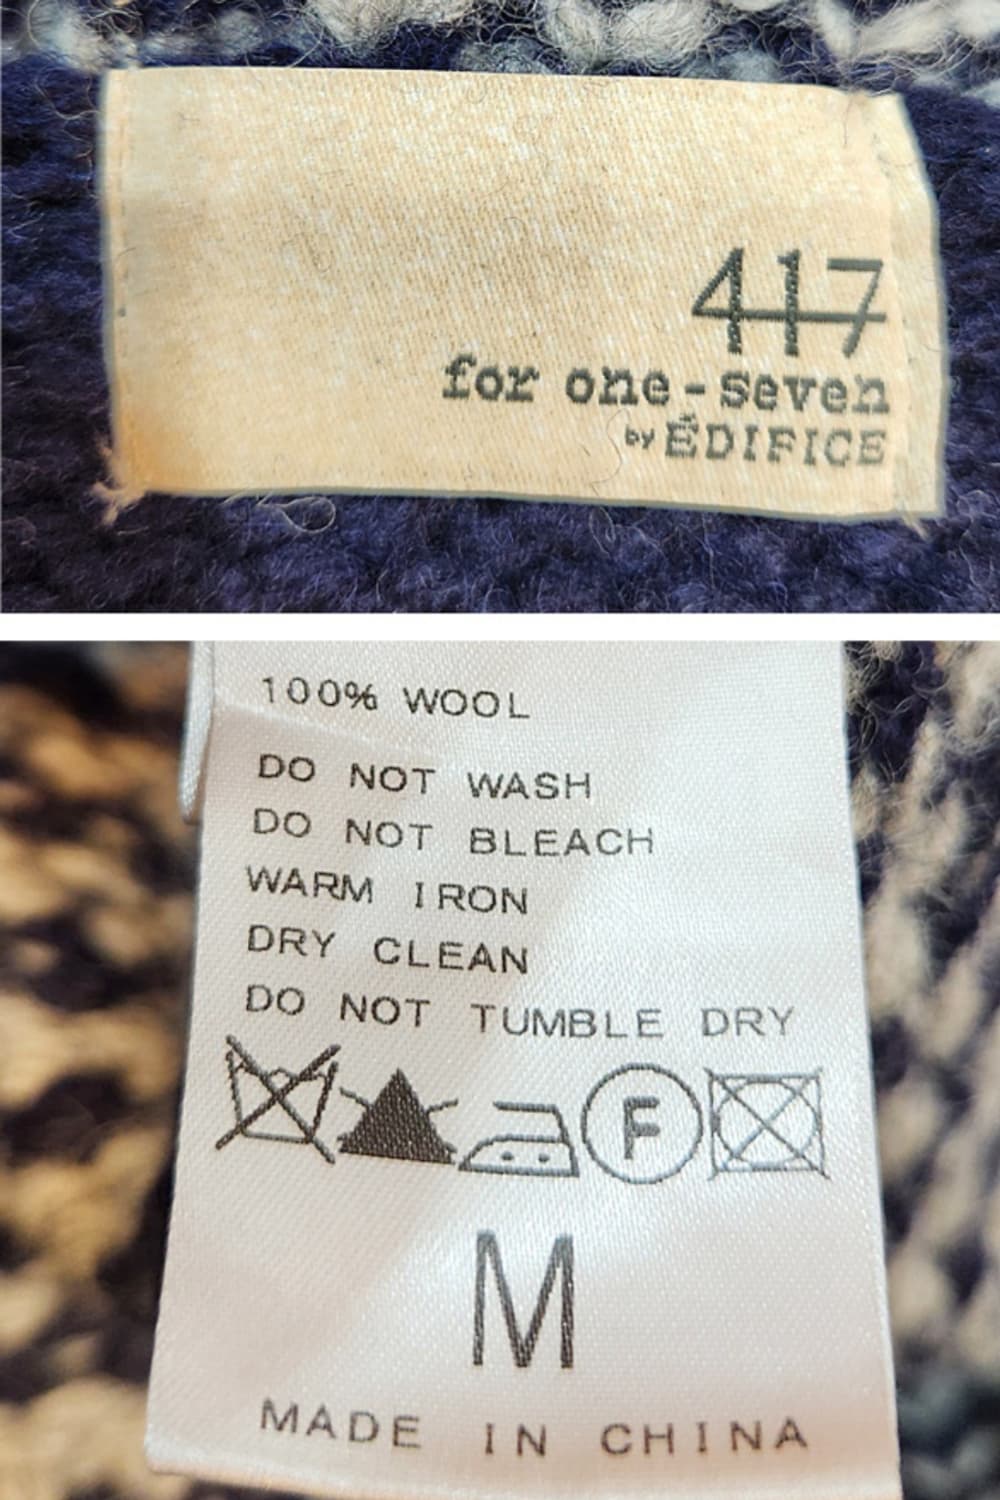 417
for one-seven
by ÉDIFICE
100% WOOL
DO NOT WASH
DO NOT BLEACH
WARM IRON
DRY CLEAN
DO NOT TUMBLE DRY
F
M
MADE IN CHINA